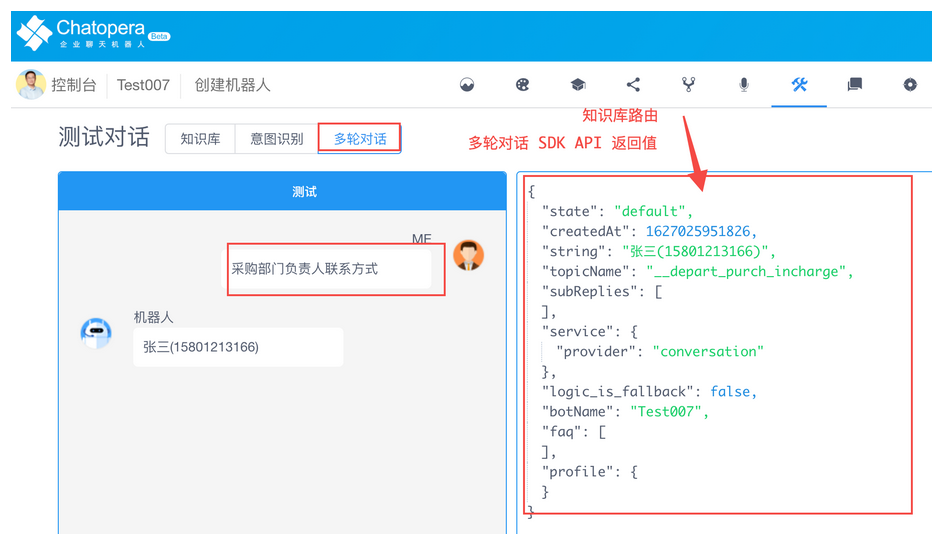 Chatopera Beta
企业聊天机器人
控制台 Test007 创建机器人
知识库路由
测试对话 知识库 意图识别 多轮对话
多轮对话 SDK API 返回值
测试
ME
采购部门负责人联系方式
机器人
张三(15801213166)
{
"state": "default",
"createdAt": 1627025951826,
"string": "张三(15801213166)",
"topicName": "__depart_purch_incharge",
"subReplies": [
],
"service": {
"provider": "conversation"
},
"logic_is_fallback": false,
"botName": "Test007",
"faq": [
],
"profile": {
}
}